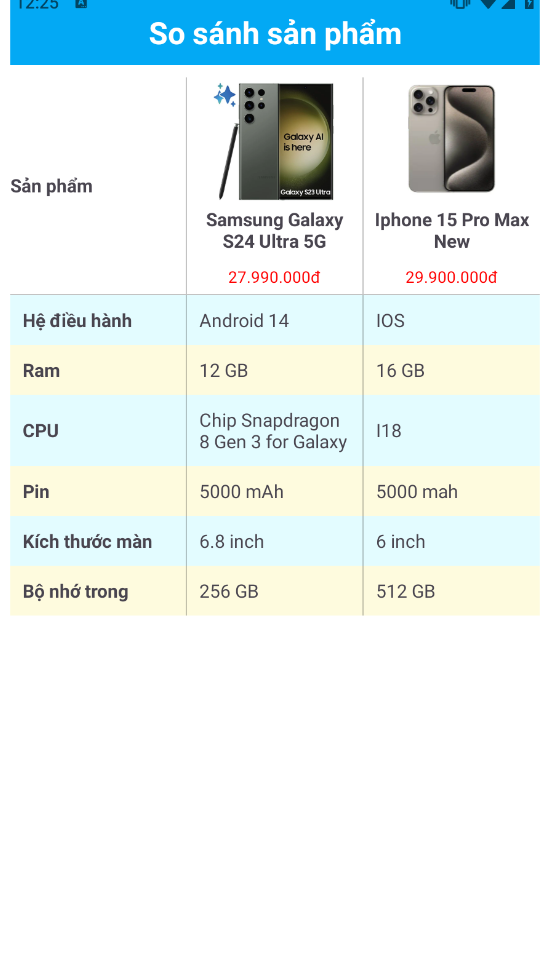 12:25
So sánh sản phẩm
Galaxy AI
is here
Galaxy S23 Ultra
Sản phẩm
Samsung Galaxy
S24 Ultra 5G
Iphone 15 Pro Max
New
27.990.000đ
29.900.000đ
Hệ điều hành
Android 14
IOS
Ram
12 GB
16 GB
CPU
Chip Snapdragon
8 Gen 3 for Galaxy
I18
Pin
5000 mAh
5000 mah
Kích thước màn
6.8 inch
6 inch
Bộ nhớ trong
256 GB
512 GB